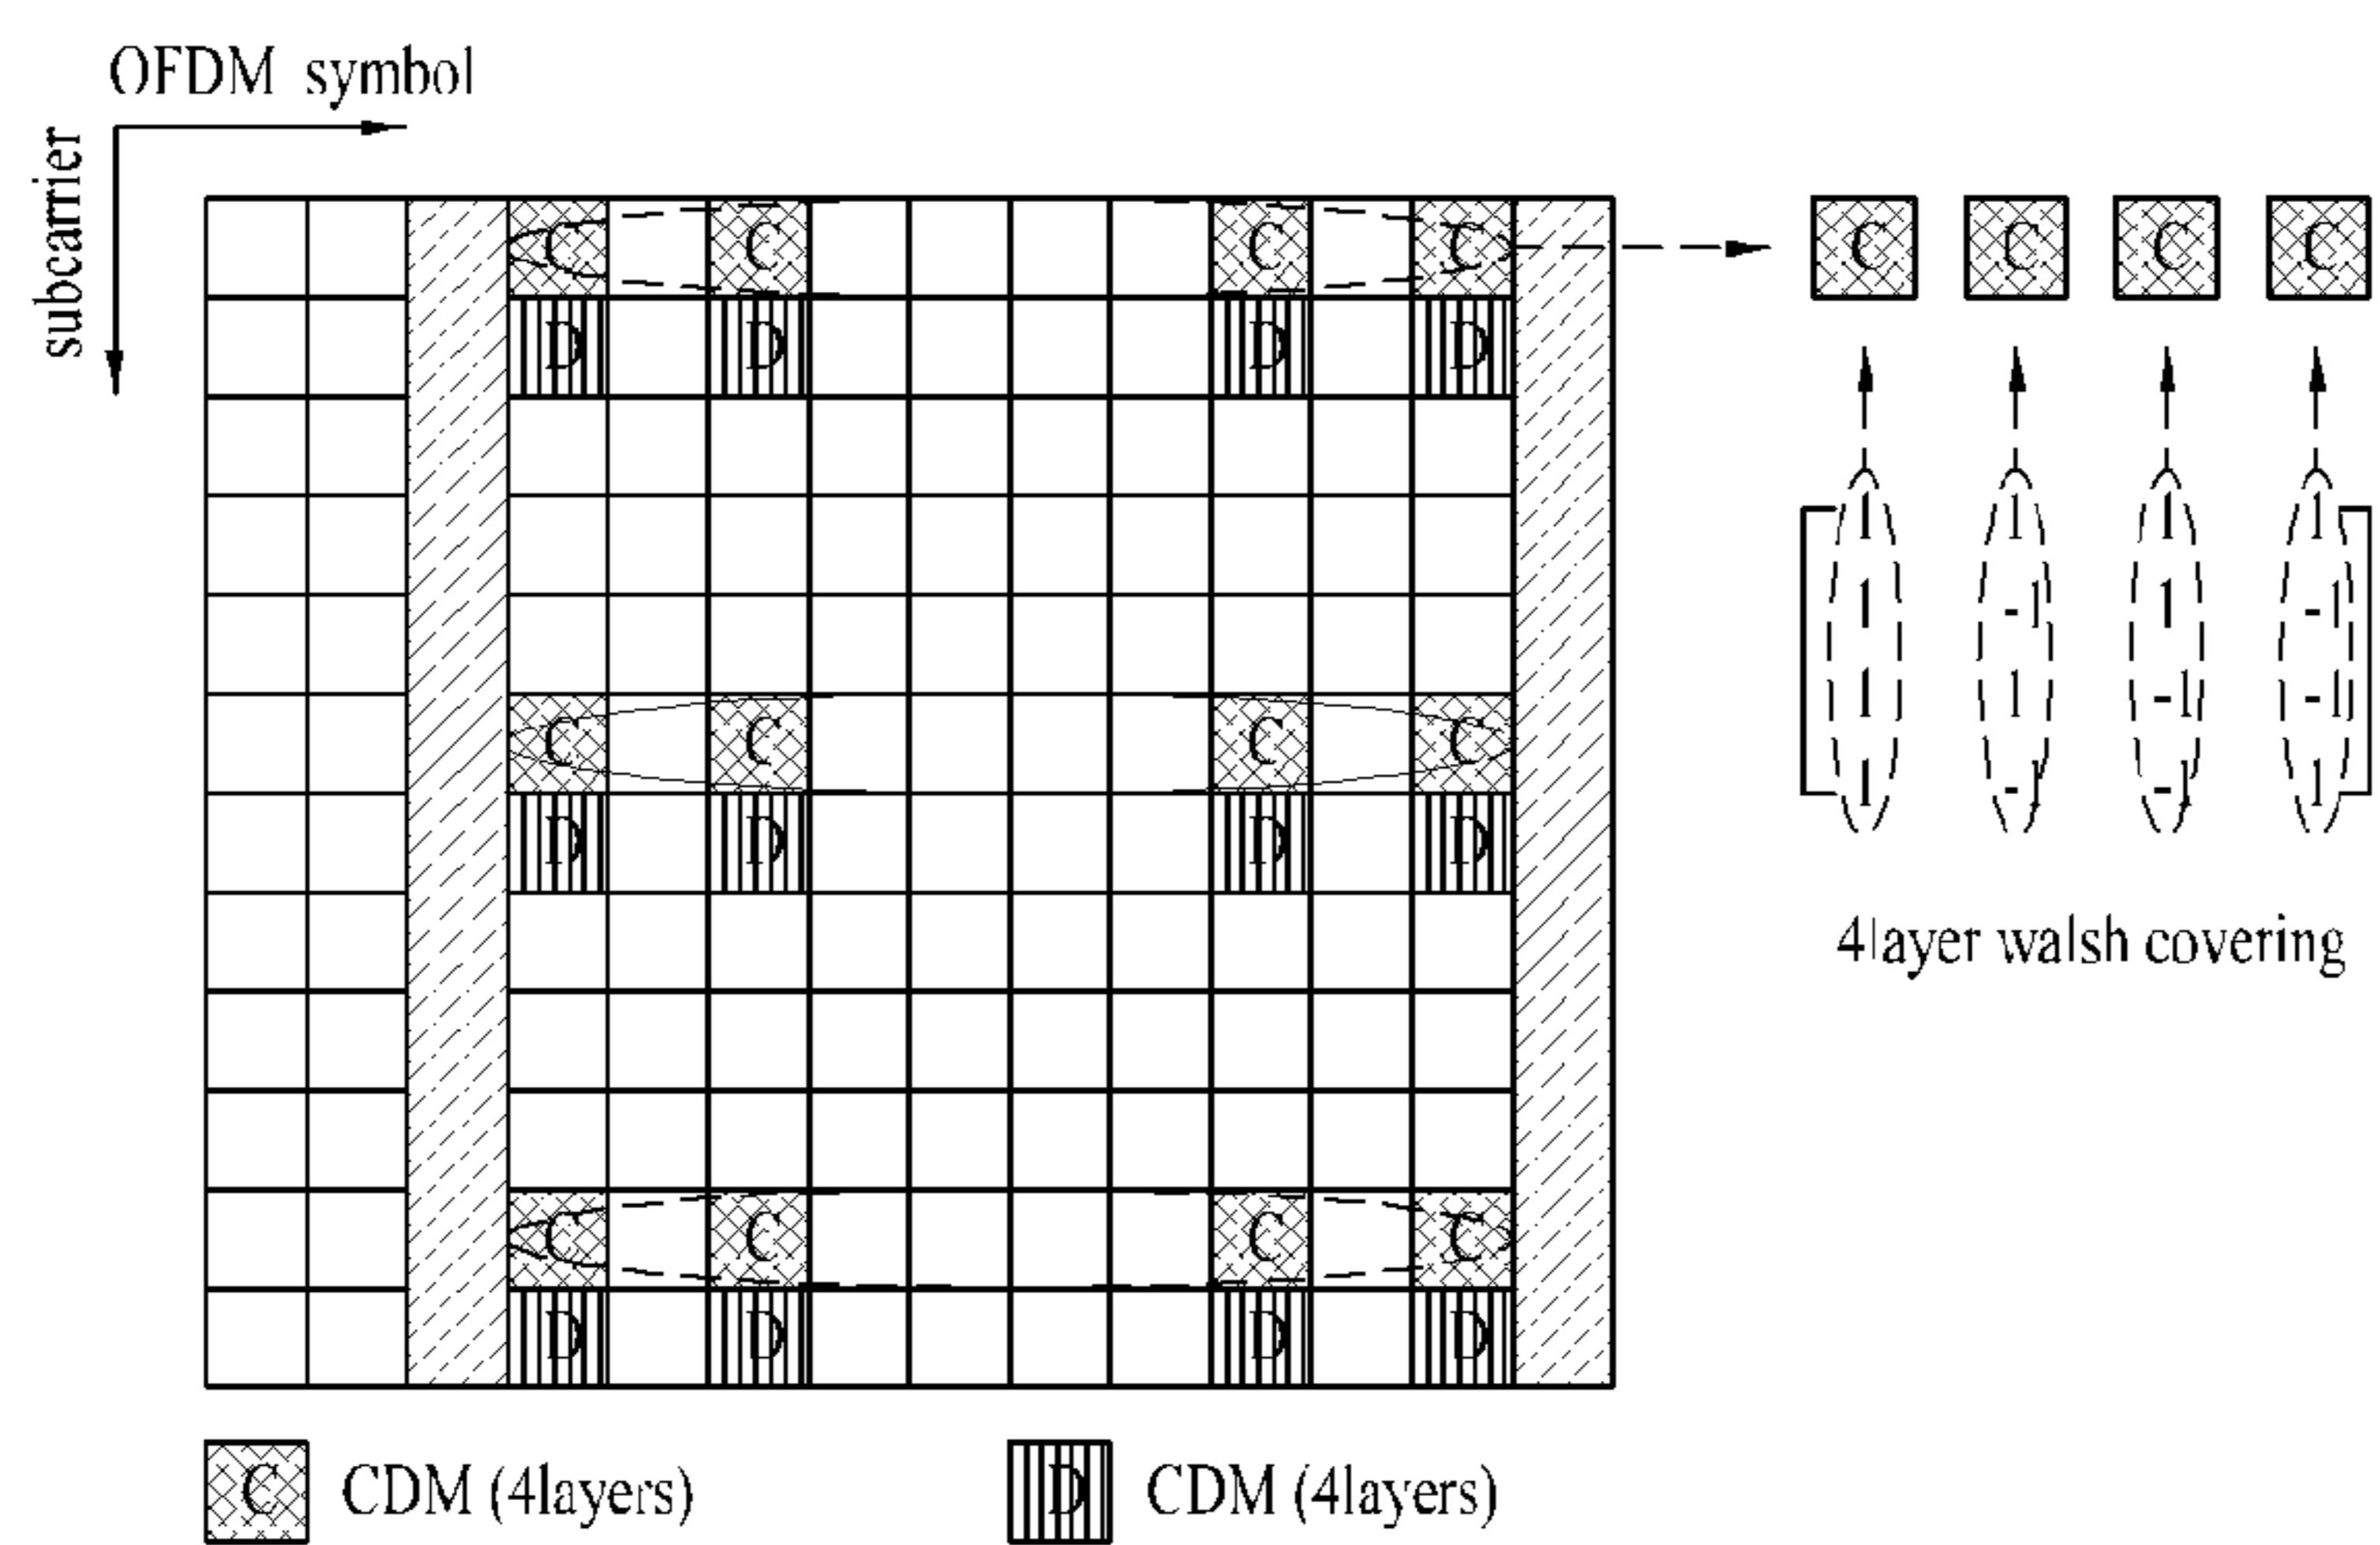 OFDM symbol
subcarrier
C C C C C C C C
D D D D
1 1 1 1
1 -1 1 -1
1 1 -1 -1
1 -1 -1 1
C C C C
D D D D
4layer walsh covering
C C C C
D D D D
C CDM (4layers) D CDM (4layers)